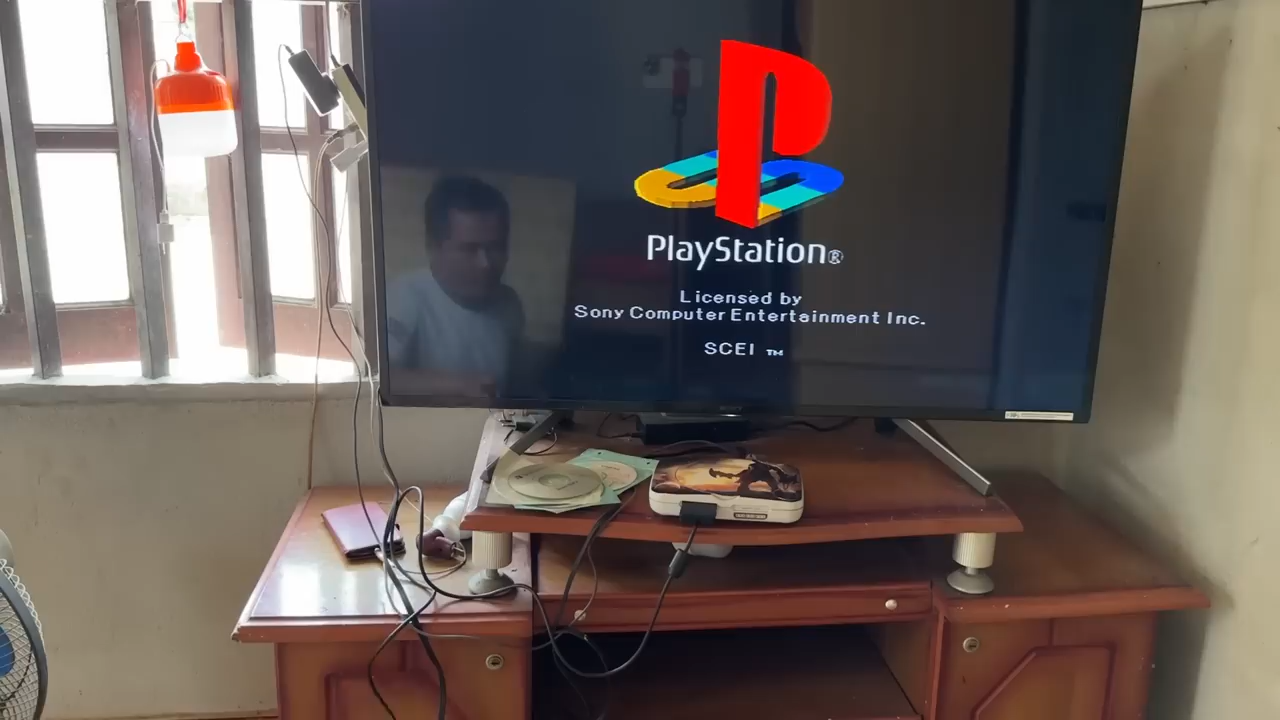 PlayStation®
Licensed by
Sony Computer Entertainment Inc.
SCEI ™